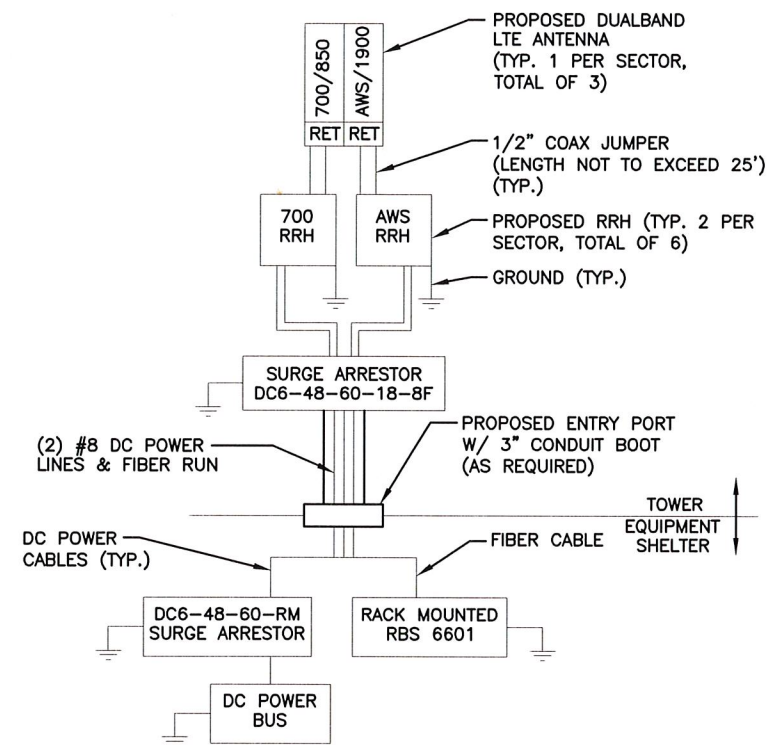 PROPOSED DUALBAND
LTE ANTENNA
(TYP. 1 PER SECTOR,
TOTAL OF 3)
700/850
AWS/1900
RET
RET
1/2" COAX JUMPER
(LENGTH NOT TO EXCEED 25')
(TYP.)
700
RRH
AWS
RRH
PROPOSED RRH (TYP. 2 PER
SECTOR, TOTAL OF 6)
GROUND (TYP.)
SURGE ARRESTOR
DC6-48-60-18-8F
(2) #8 DC POWER
LINES & FIBER RUN
PROPOSED ENTRY PORT
W/ 3" CONDUIT BOOT
(AS REQUIRED)
TOWER
EQUIPMENT
SHELTER
DC POWER
CABLES (TYP.)
FIBER CABLE
DC6-48-60-RM
SURGE ARRESTOR
RACK MOUNTED
RBS 6601
DC POWER
BUS